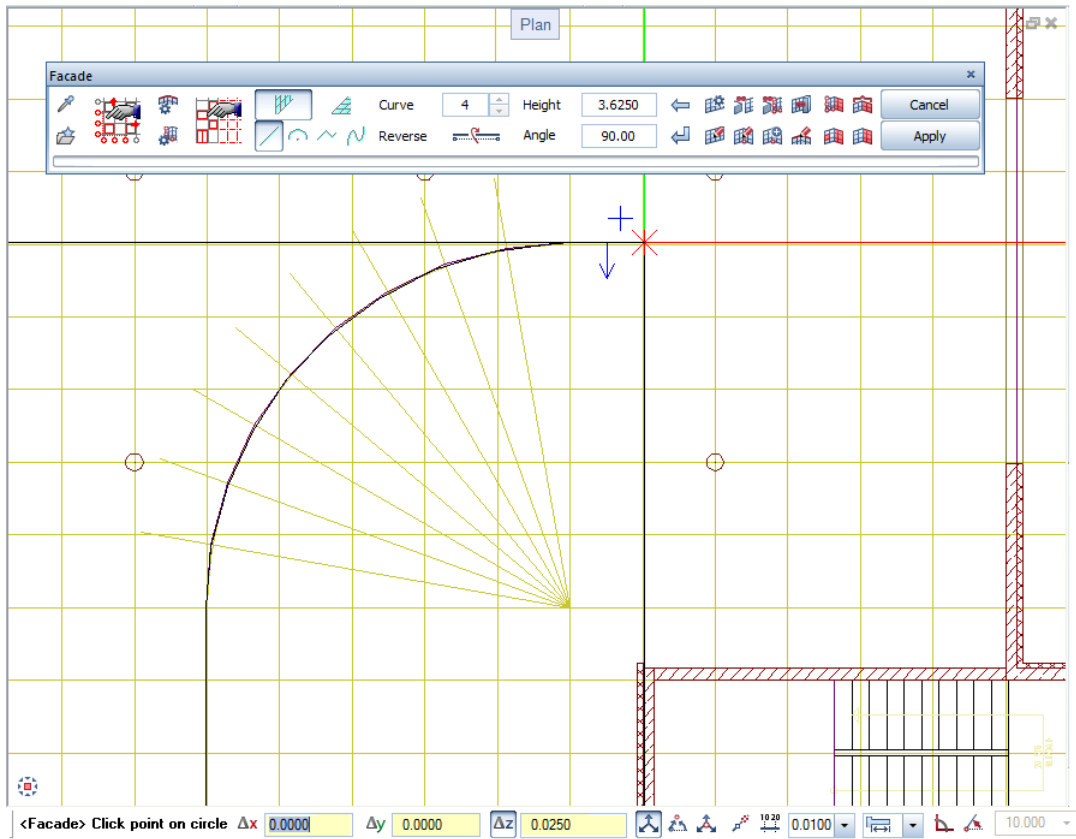 Plan
Facade
Curve 4 Height 3.6250 Cancel
Reverse Angle 90.00 Apply
<Facade> Click point on circle Δx 0.0000 Δy 0.0000 Δz 0.0250 1020 0.0100 10.000